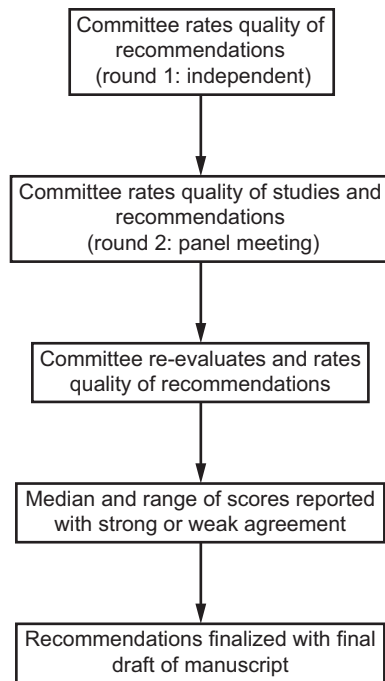 Committee rates quality of
recommendations
(round 1: independent)
Committee rates quality of studies and
recommendations
(round 2: panel meeting)
Committee re-evaluates and rates
quality of recommendations
Median and range of scores reported
with strong or weak agreement
Recommendations finalized with final
draft of manuscript